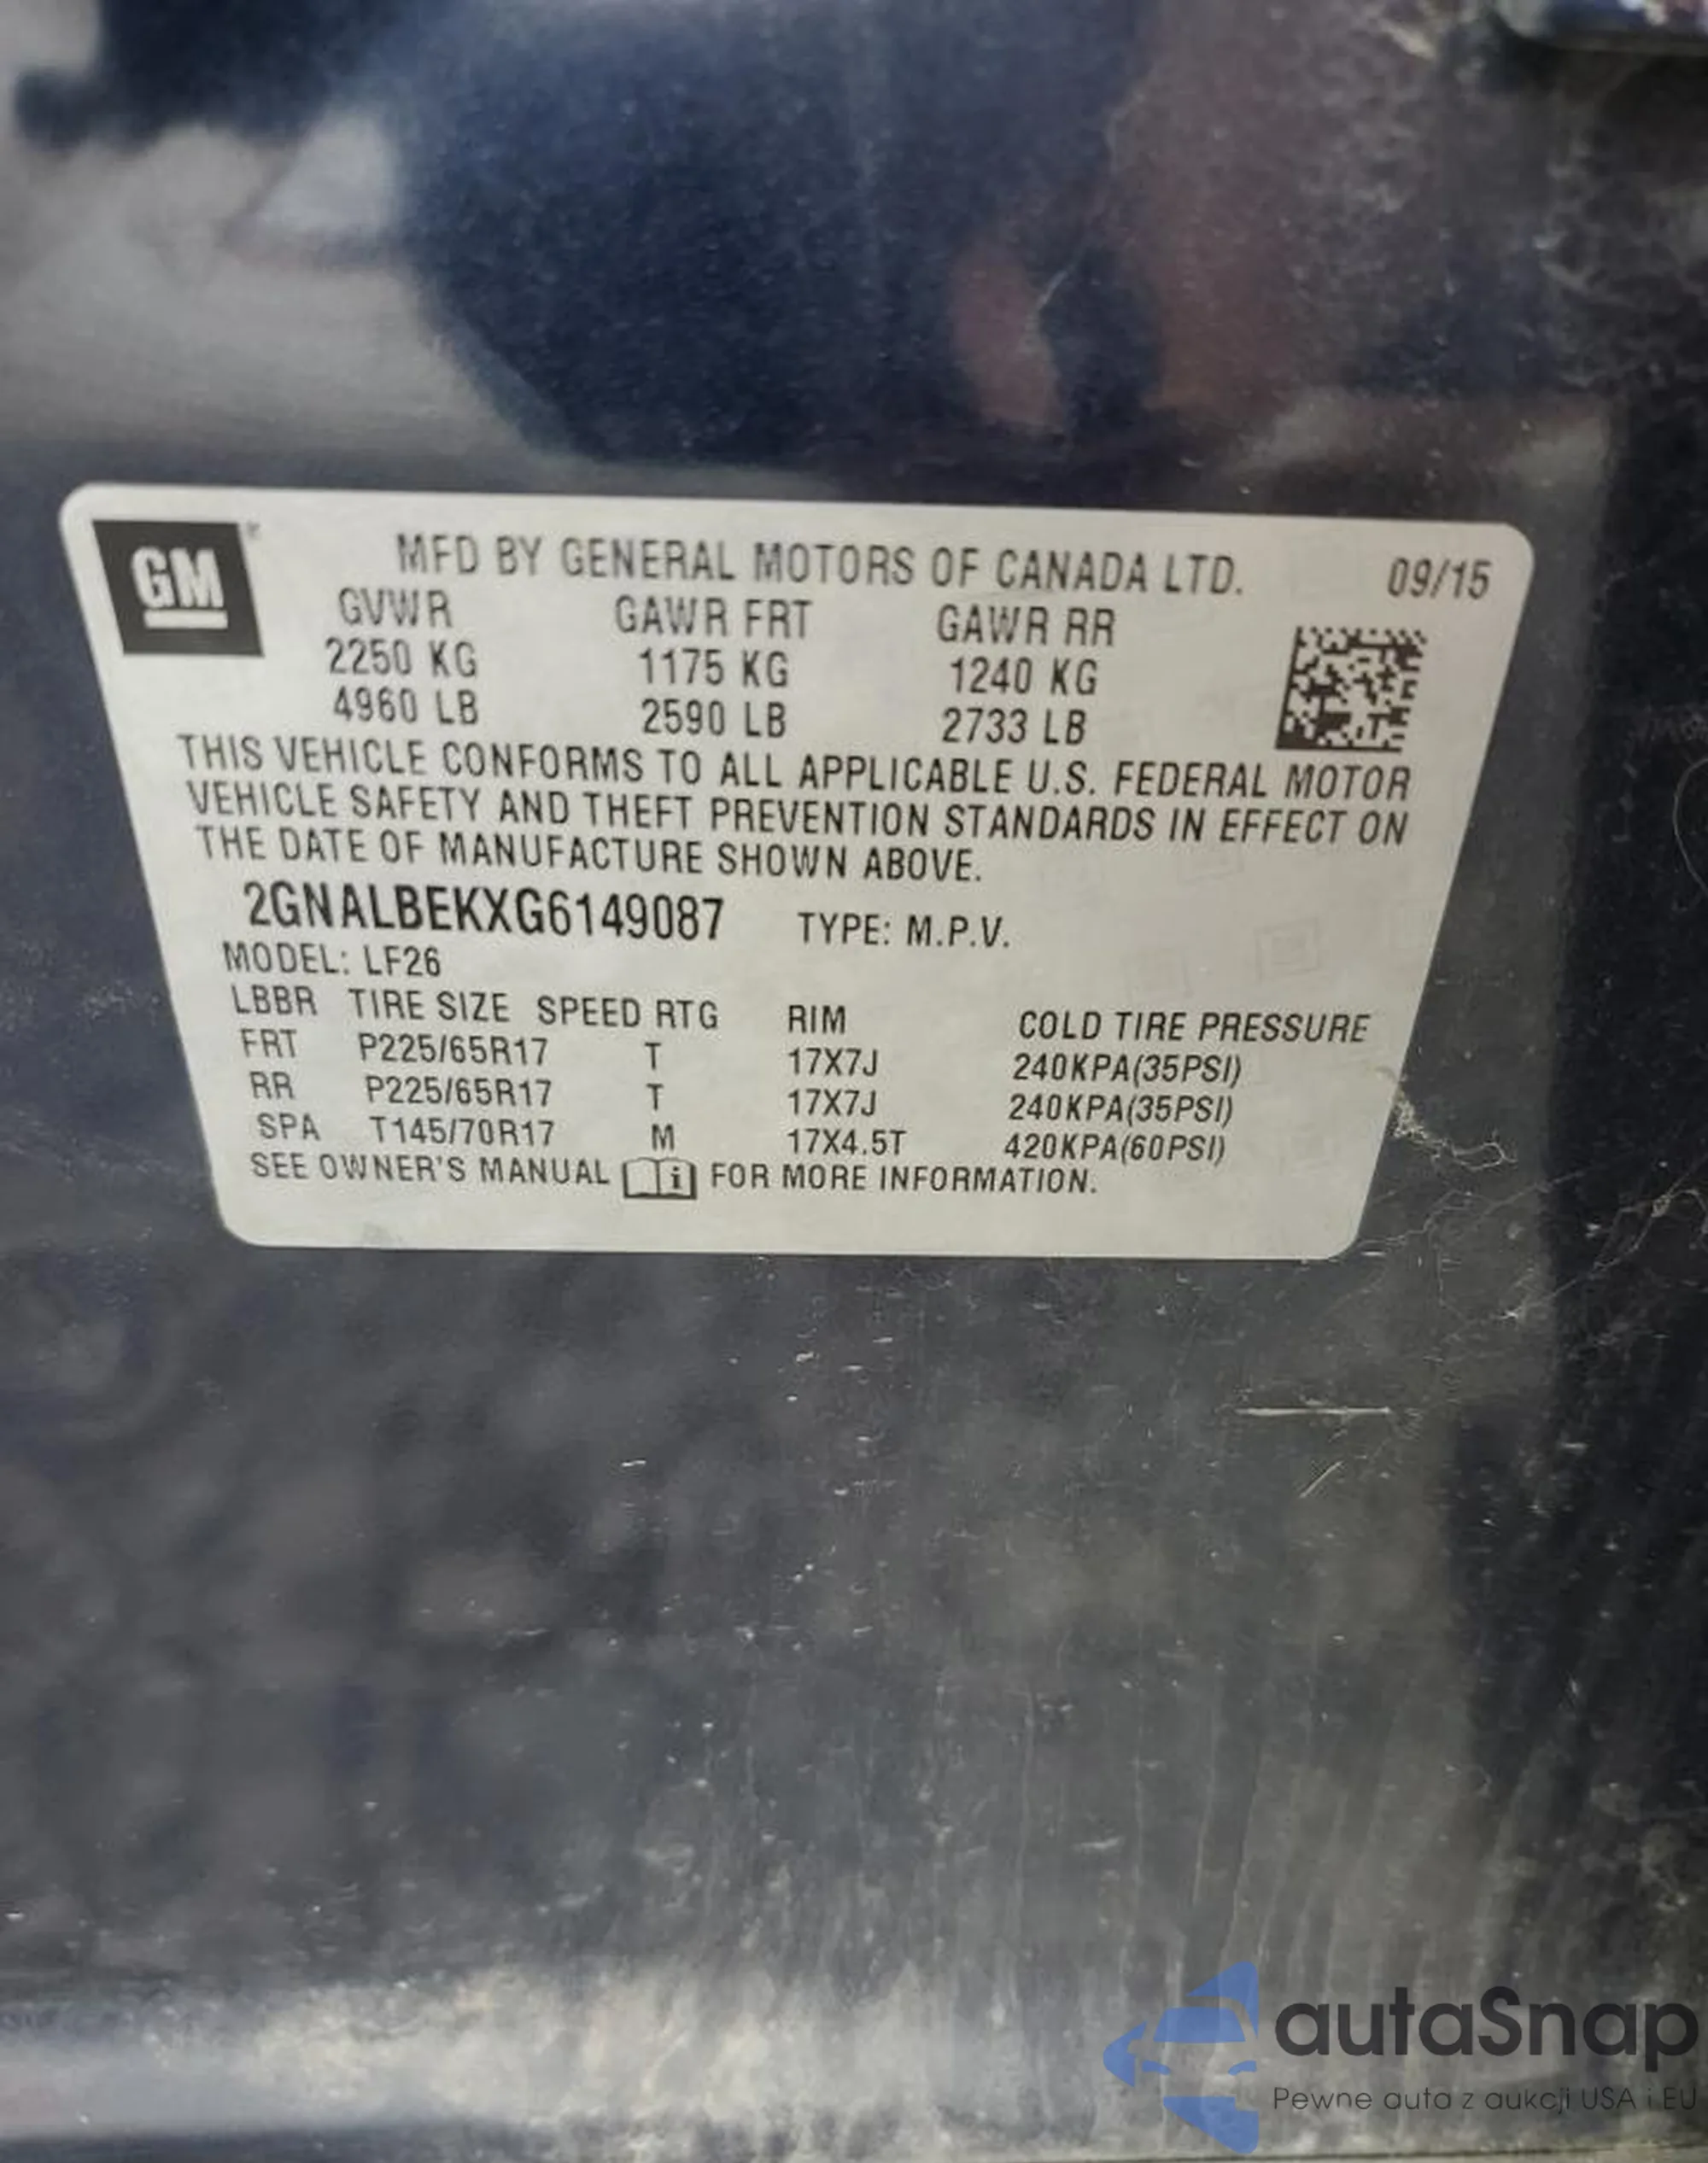 GM
MFD BY GENERAL MOTORS OF CANADA LTD. 09/15
GVWR GAWR FRT GAWR RR
2250 KG 1175 KG 1240 KG
4960 LB 2590 LB 2733 LB
THIS VEHICLE CONFORMS TO ALL APPLICABLE U.S. FEDERAL MOTOR
VEHICLE SAFETY AND THEFT PREVENTION STANDARDS IN EFFECT ON
THE DATE OF MANUFACTURE SHOWN ABOVE.
2GNALBEKXG6149087 TYPE: M.P.V.
MODEL: LF26
LBBR TIRE SIZE SPEED RTG RIM COLD TIRE PRESSURE
FRT P225/65R17 T 17X7J 240KPA(35PSI)
RR P225/65R17 T 17X7J 240KPA(35PSI)
SPA T145/70R17 M 17X4.5T 420KPA(60PSI)
SEE OWNER'S MANUAL FOR MORE INFORMATION.
autaSnap
Pewne auta z aukcji USA i EU